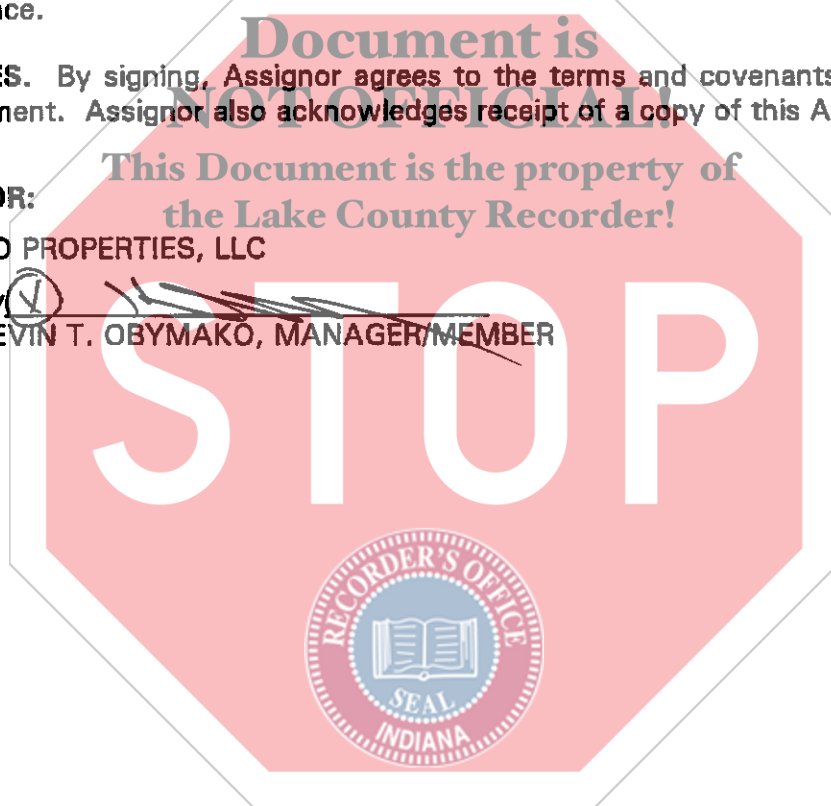 nce.
Document is
ES. By signing, Assignor agrees to the terms and covenants
ment. Assignor also acknowledges receipt of a copy of this A
NOT OFFICIAL!
This Document is the property of
OR:
the Lake County Recorder!
O PROPERTIES, LLC
EVIN T. OBYMAKO, MANAGER/MEMBER
STOP
RECORDER'S OFFICE
SEAL
INDIANA